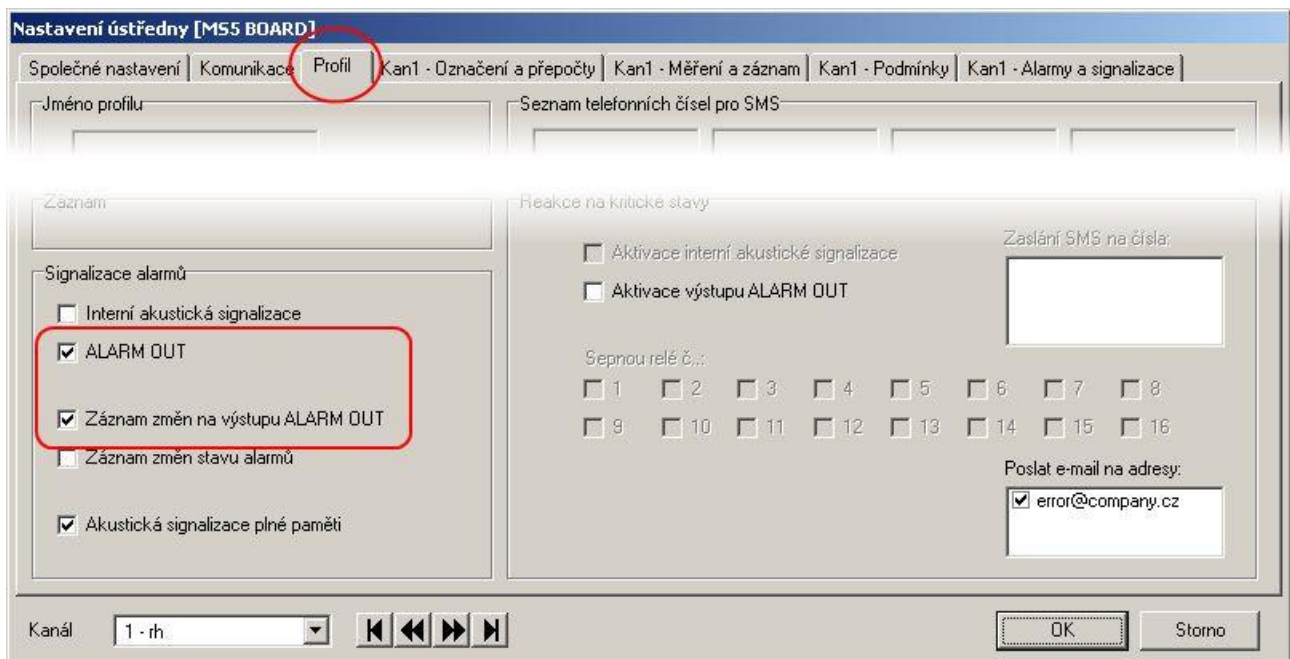 Nastavení ústředny [MS5 BOARD]
Společné nastavení
Komunikace
Profil
Kan1 - Označení a přepočty
Kan1 - Měření a záznam
Kan1 - Podmínky
Kan1 - Alarmy a signalizace
Jméno profilu
Seznam telefonních čísel pro SMS
Záznam
Signalizace alarmů
Interní akustická signalizace
ALARM OUT
Záznam změn na výstupu ALARM OUT
Záznam změn stavu alarmů
Akustická signalizace plné paměti
Reakce na kritické stavy
Aktivace interní akustické signalizace
Aktivace výstupu ALARM OUT
Zaslání SMS na čísla:
Sepnou relé č..:
1 2 3 4 5 6 7 8
9 10 11 12 13 14 15 16
Poslat e-mail na adresy:
error@company.cz
Kanál
1 - rh
OK
Storno